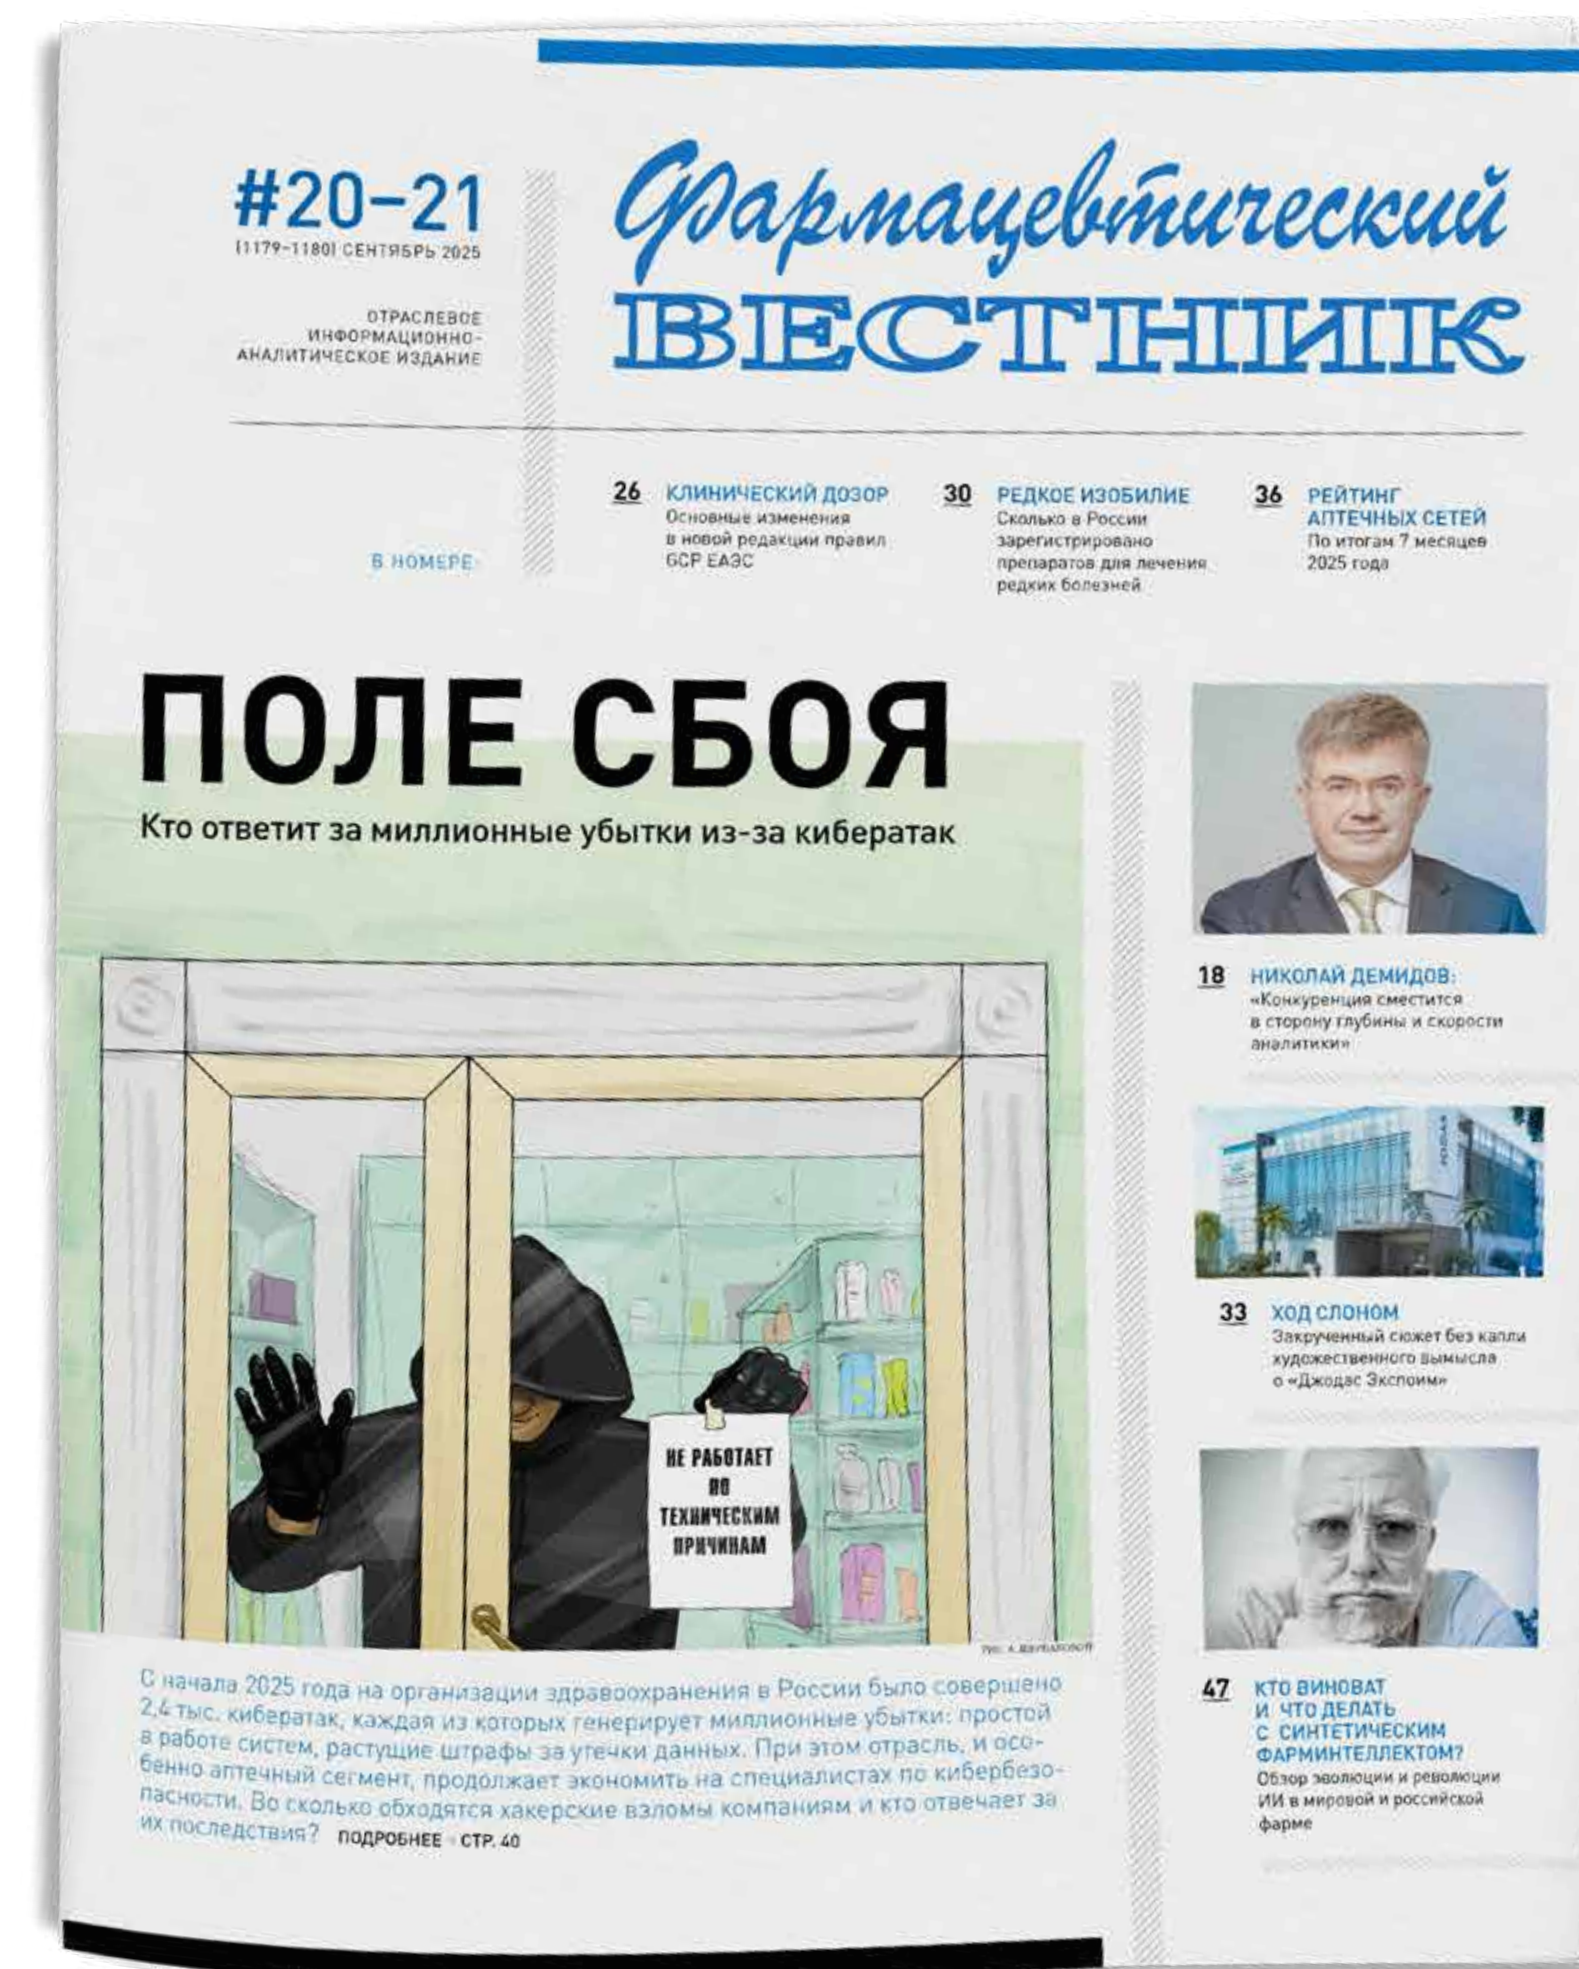 #20–21
(1179–1180) СЕНТЯБРЬ 2025
ОТРАСЛЕВОЕ
ИНФОРМАЦИОННО-
АНАЛИТИЧЕСКОЕ ИЗДАНИЕ
Фармацевтический
ВЕСТНИК
В НОМЕРЕ
26 КЛИНИЧЕСКИЙ ДОЗОР
Основные изменения
в новой редакции правил
GCP ЕАЭС
30 РЕДКОЕ ИЗОБИЛИЕ
Сколько в России
зарегистрировано
препаратов для лечения
редких болезней
36 РЕЙТИНГ
АПТЕЧНЫХ СЕТЕЙ
По итогам 7 месяцев
2025 года
ПОЛЕ СБОЯ
Кто ответит за миллионные убытки из-за кибератак
НЕ РАБОТАЕТ
ПО
ТЕХНИЧЕСКИМ
ПРИЧИНАМ
С начала 2025 года на организации здравоохранения в России было совершено
2,4 тыс. кибератак, каждая из которых генерирует миллионные убытки: простой
в работе систем, растущие штрафы за утечки данных. При этом отрасль, и осо-
бенно аптечный сегмент, продолжает экономить на специалистах по кибербезо-
пасности. Во сколько обходятся хакерские взломы компаниям и кто отвечает за
их последствия? ПОДРОБНЕЕ СТР. 40
18 НИКОЛАЙ ДЕМИДОВ:
«Конкуренция сместится
в сторону глубины и скорости
аналитики»
JODAS
33 ХОД СЛОНОМ
Закрученный сюжет без капли
художественного вымысла
о «Джодас Экспоим»
47 КТО ВИНОВАТ
И ЧТО ДЕЛАТЬ
С СИНТЕТИЧЕСКИМ
ФАРМИНТЕЛЛЕКТОМ?
Обзор эволюции и революции
ИИ в мировой и российской
фарме